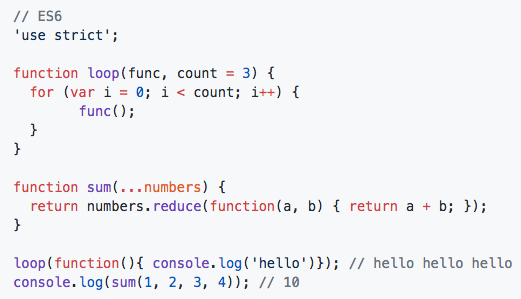 // ES6
'use strict';

function loop(func, count = 3) {
  for (var i = 0; i < count; i++) {
        func();
  }
}

function sum(...numbers) {
  return numbers.reduce(function(a, b) { return a + b; });
}

loop(function(){ console.log('hello')}); // hello hello hello
console.log(sum(1, 2, 3, 4)); // 10